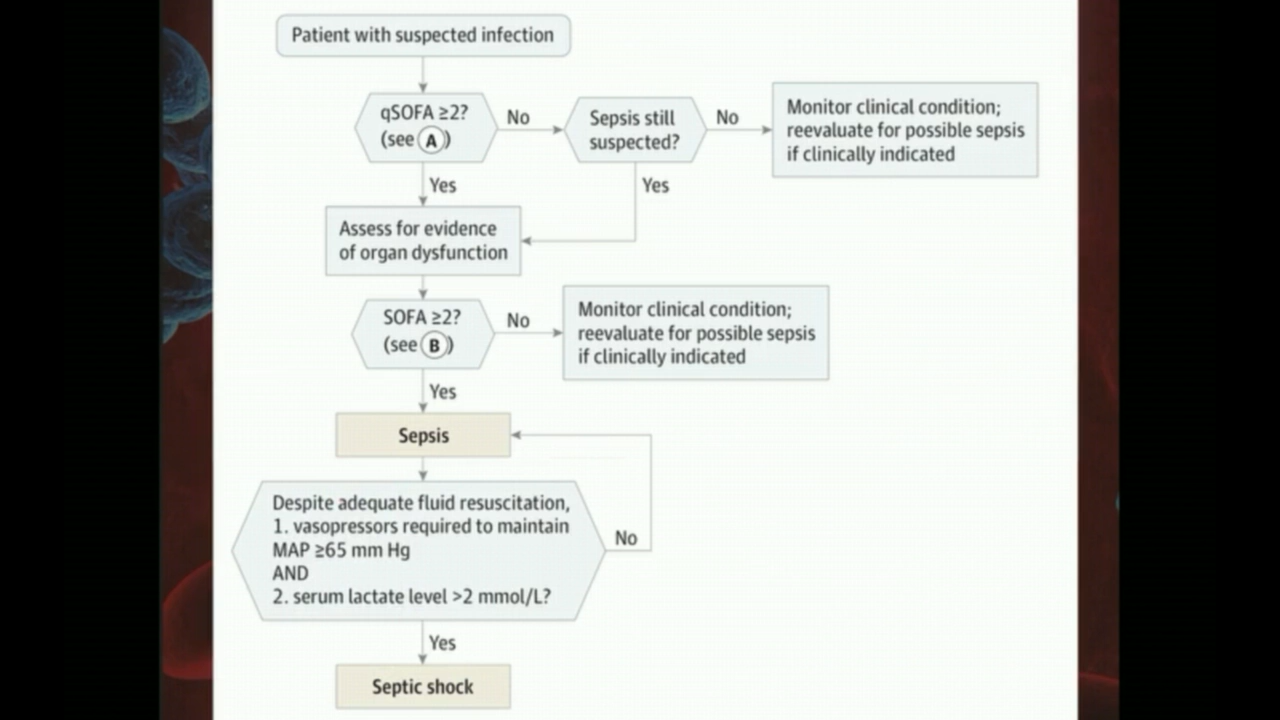 Patient with suspected infection
qSOFA ≥2?
(see A)
No
Sepsis still
suspected?
No
Monitor clinical condition;
reevaluate for possible sepsis
if clinically indicated
Yes
Yes
Assess for evidence
of organ dysfunction
SOFA ≥2?
(see B)
No
Monitor clinical condition;
reevaluate for possible sepsis
if clinically indicated
Yes
Sepsis
Despite adequate fluid resuscitation,
1. vasopressors required to maintain
MAP ≥65 mm Hg
AND
2. serum lactate level >2 mmol/L?
No
Yes
Septic shock